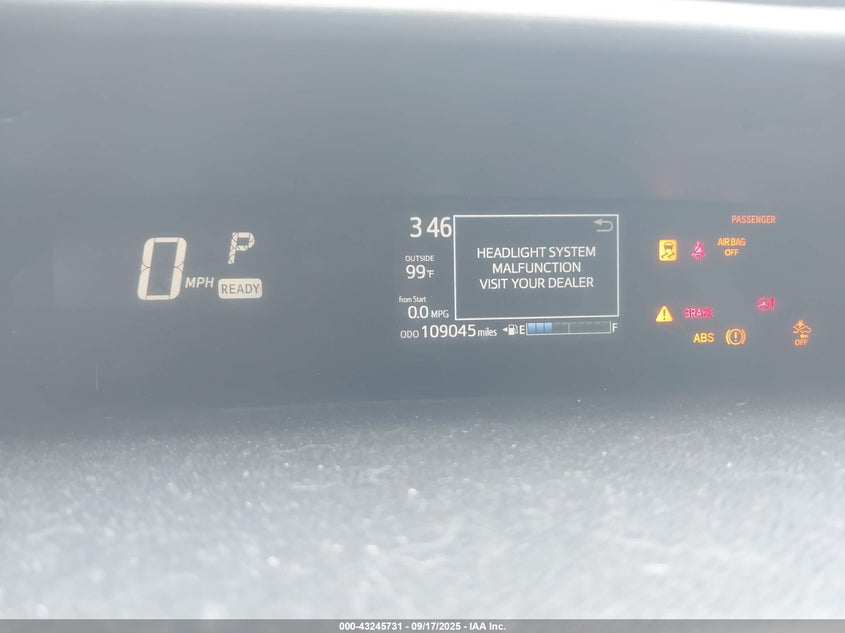 0 MPH
P
READY
3 46
OUTSIDE
99°F
from Start
0.0 MPG
ODO 109045 miles
E F
HEADLIGHT SYSTEM
MALFUNCTION
VISIT YOUR DEALER
PASSENGER
AIR BAG
OFF
BRAKE
ABS
OFF
000-43245731 - 09/17/2025 - IAA Inc.